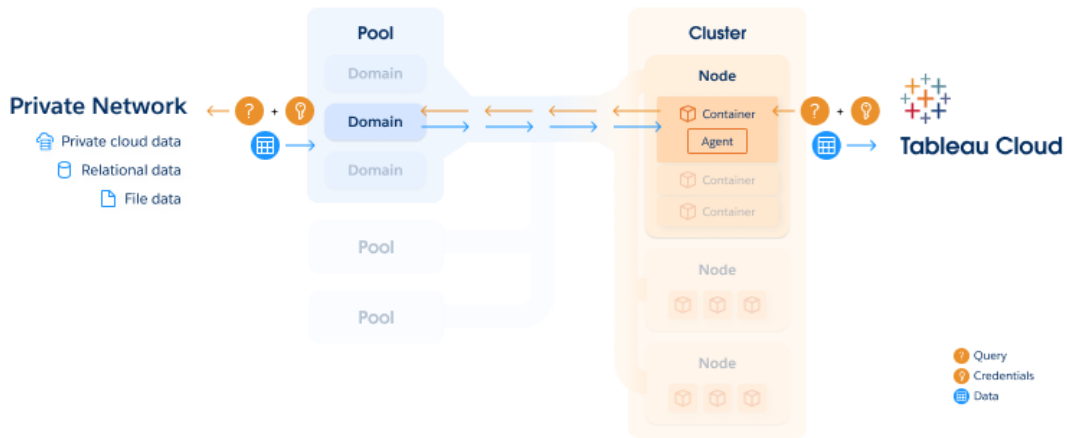 Pool
Domain
Domain
Domain
Pool
Pool
Private Network
Private cloud data
Relational data
File data
? +
Cluster
Node
Container
Agent
Container
Container
Node
Node
? +
Tableau Cloud
? Query
Credentials
Data